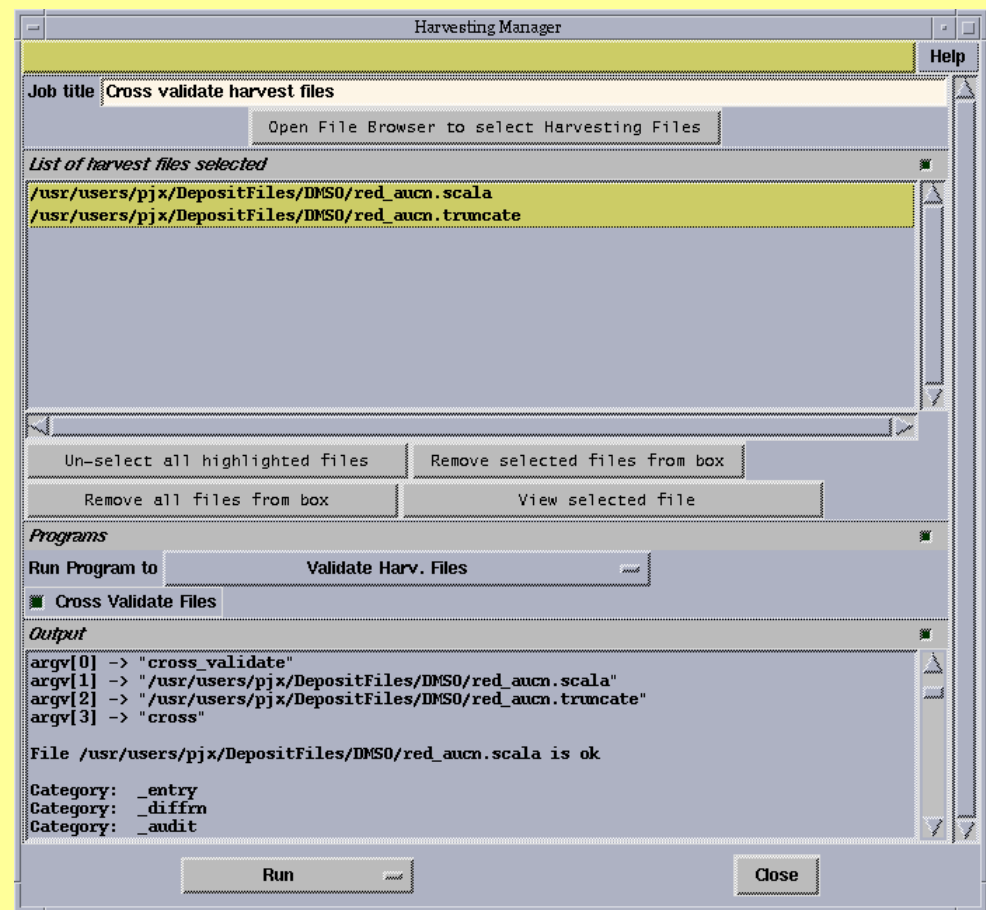 Harvesting Manager
Help
Job title Cross validate harvest files
Open File Browser to select Harvesting Files
List of harvest files selected
/usr/users/pjx/DepositFiles/DMSO/red_aucn.scala
/usr/users/pjx/DepositFiles/DMSO/red_aucn.truncate
Un-select all highlighted files Remove selected files from box
Remove all files from box View selected file
Programs
Run Program to Validate Harv. Files
Cross Validate Files
Output
argv[0] -> "cross_validate"
argv[1] -> "/usr/users/pjx/DepositFiles/DMSO/red_aucn.scala"
argv[2] -> "/usr/users/pjx/DepositFiles/DMSO/red_aucn.truncate"
argv[3] -> "cross"
File /usr/users/pjx/DepositFiles/DMSO/red_aucn.scala is ok
Category: _entry
Category: _diffrn
Category: _audit
Run Close